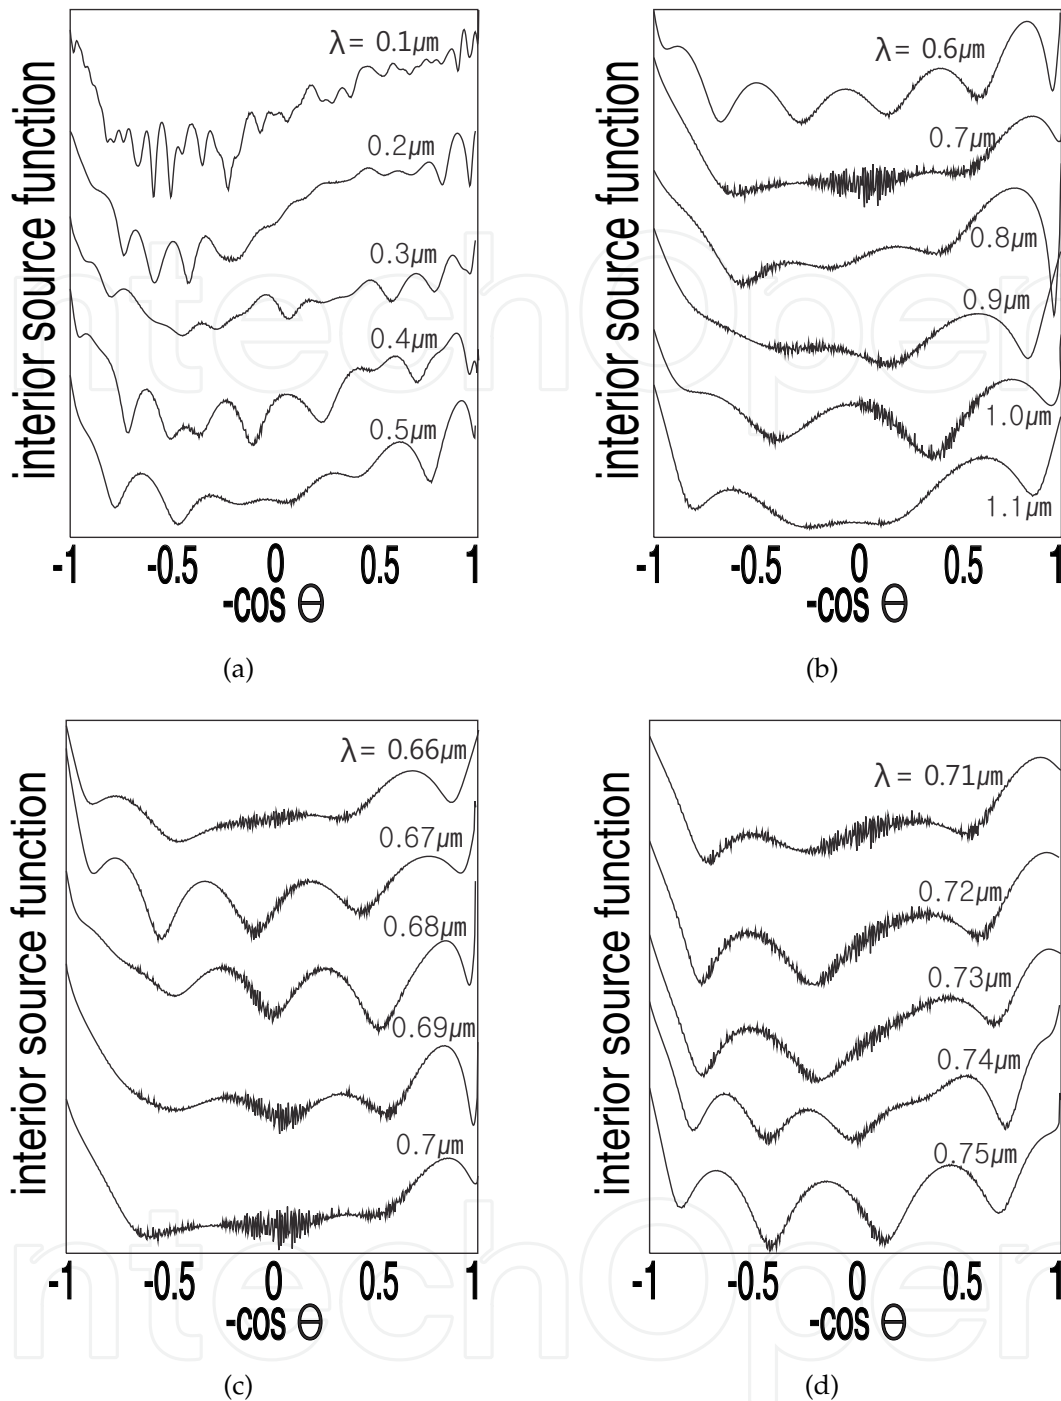 interior source function
λ= 0.1µm
0.2µm
0.3µm
0.4µm
0.5µm
-1 -0.5 0 0.5 1
-cos Θ
(a)
interior source function
λ= 0.6µm
0.7µm
0.8µm
0.9µm
1.0µm
1.1µm
-1 -0.5 0 0.5 1
-cos Θ
(b)
interior source function
λ= 0.66µm
0.67µm
0.68µm
0.69µm
0.7µm
-1 -0.5 0 0.5 1
-cos Θ
(c)
interior source function
λ= 0.71µm
0.72µm
0.73µm
0.74µm
0.75µm
-1 -0.5 0 0.5 1
-cos Θ
(d)
ntechOper
ntechOper